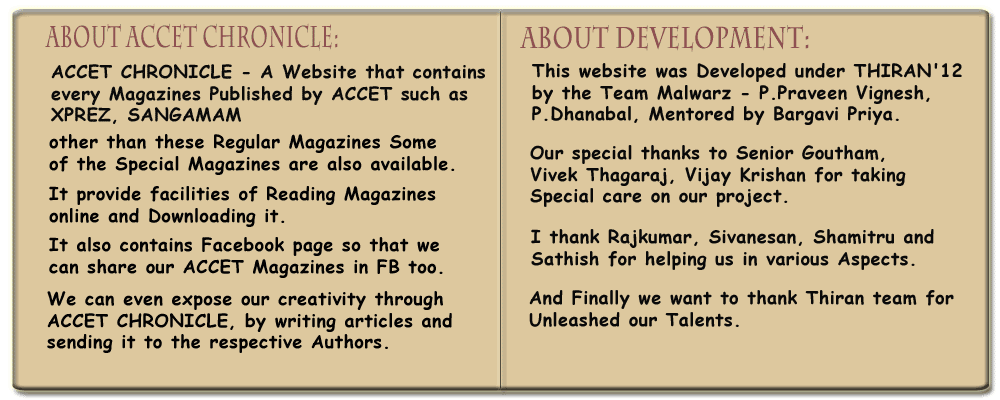 ABOUT ACCET CHRONICLE:
ACCET CHRONICLE - A Website that contains
every Magazines Published by ACCET such as
XPREZ, SANGAMAM
other than these Regular Magazines Some
of the Special Magazines are also available.
It provide facilities of Reading Magazines
online and Downloading it.
It also contains Facebook page so that we
can share our ACCET Magazines in FB too.
We can even expose our creativity through
ACCET CHRONICLE, by writing articles and
sending it to the respective Authors.
ABOUT DEVELOPMENT:
This website was Developed under THIRAN'12
by the Team Malwarz - P.Praveen Vignesh,
P.Dhanabal, Mentored by Bargavi Priya.
Our special thanks to Senior Goutham,
Vivek Thagaraj, Vijay Krishan for taking
Special care on our project.
I thank Rajkumar, Sivanesan, Shamitru and
Sathish for helping us in various Aspects.
And Finally we want to thank Thiran team for
Unleashed our Talents.